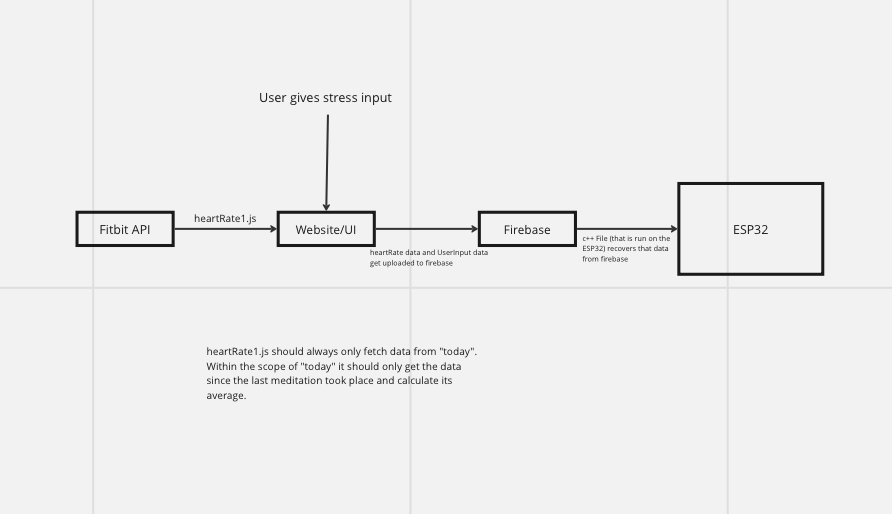 User gives stress input
Fitbit API
heartRate1.js
Website/UI
heartRate data and UserInput data
get uploaded to firebase
Firebase
c++ File (that is run on the
ESP32) recovers that data
from firebase
ESP32
heartRate1.js should always only fetch data from "today".
Within the scope of "today" it should only get the data
since the last meditation took place and calculate its
average.